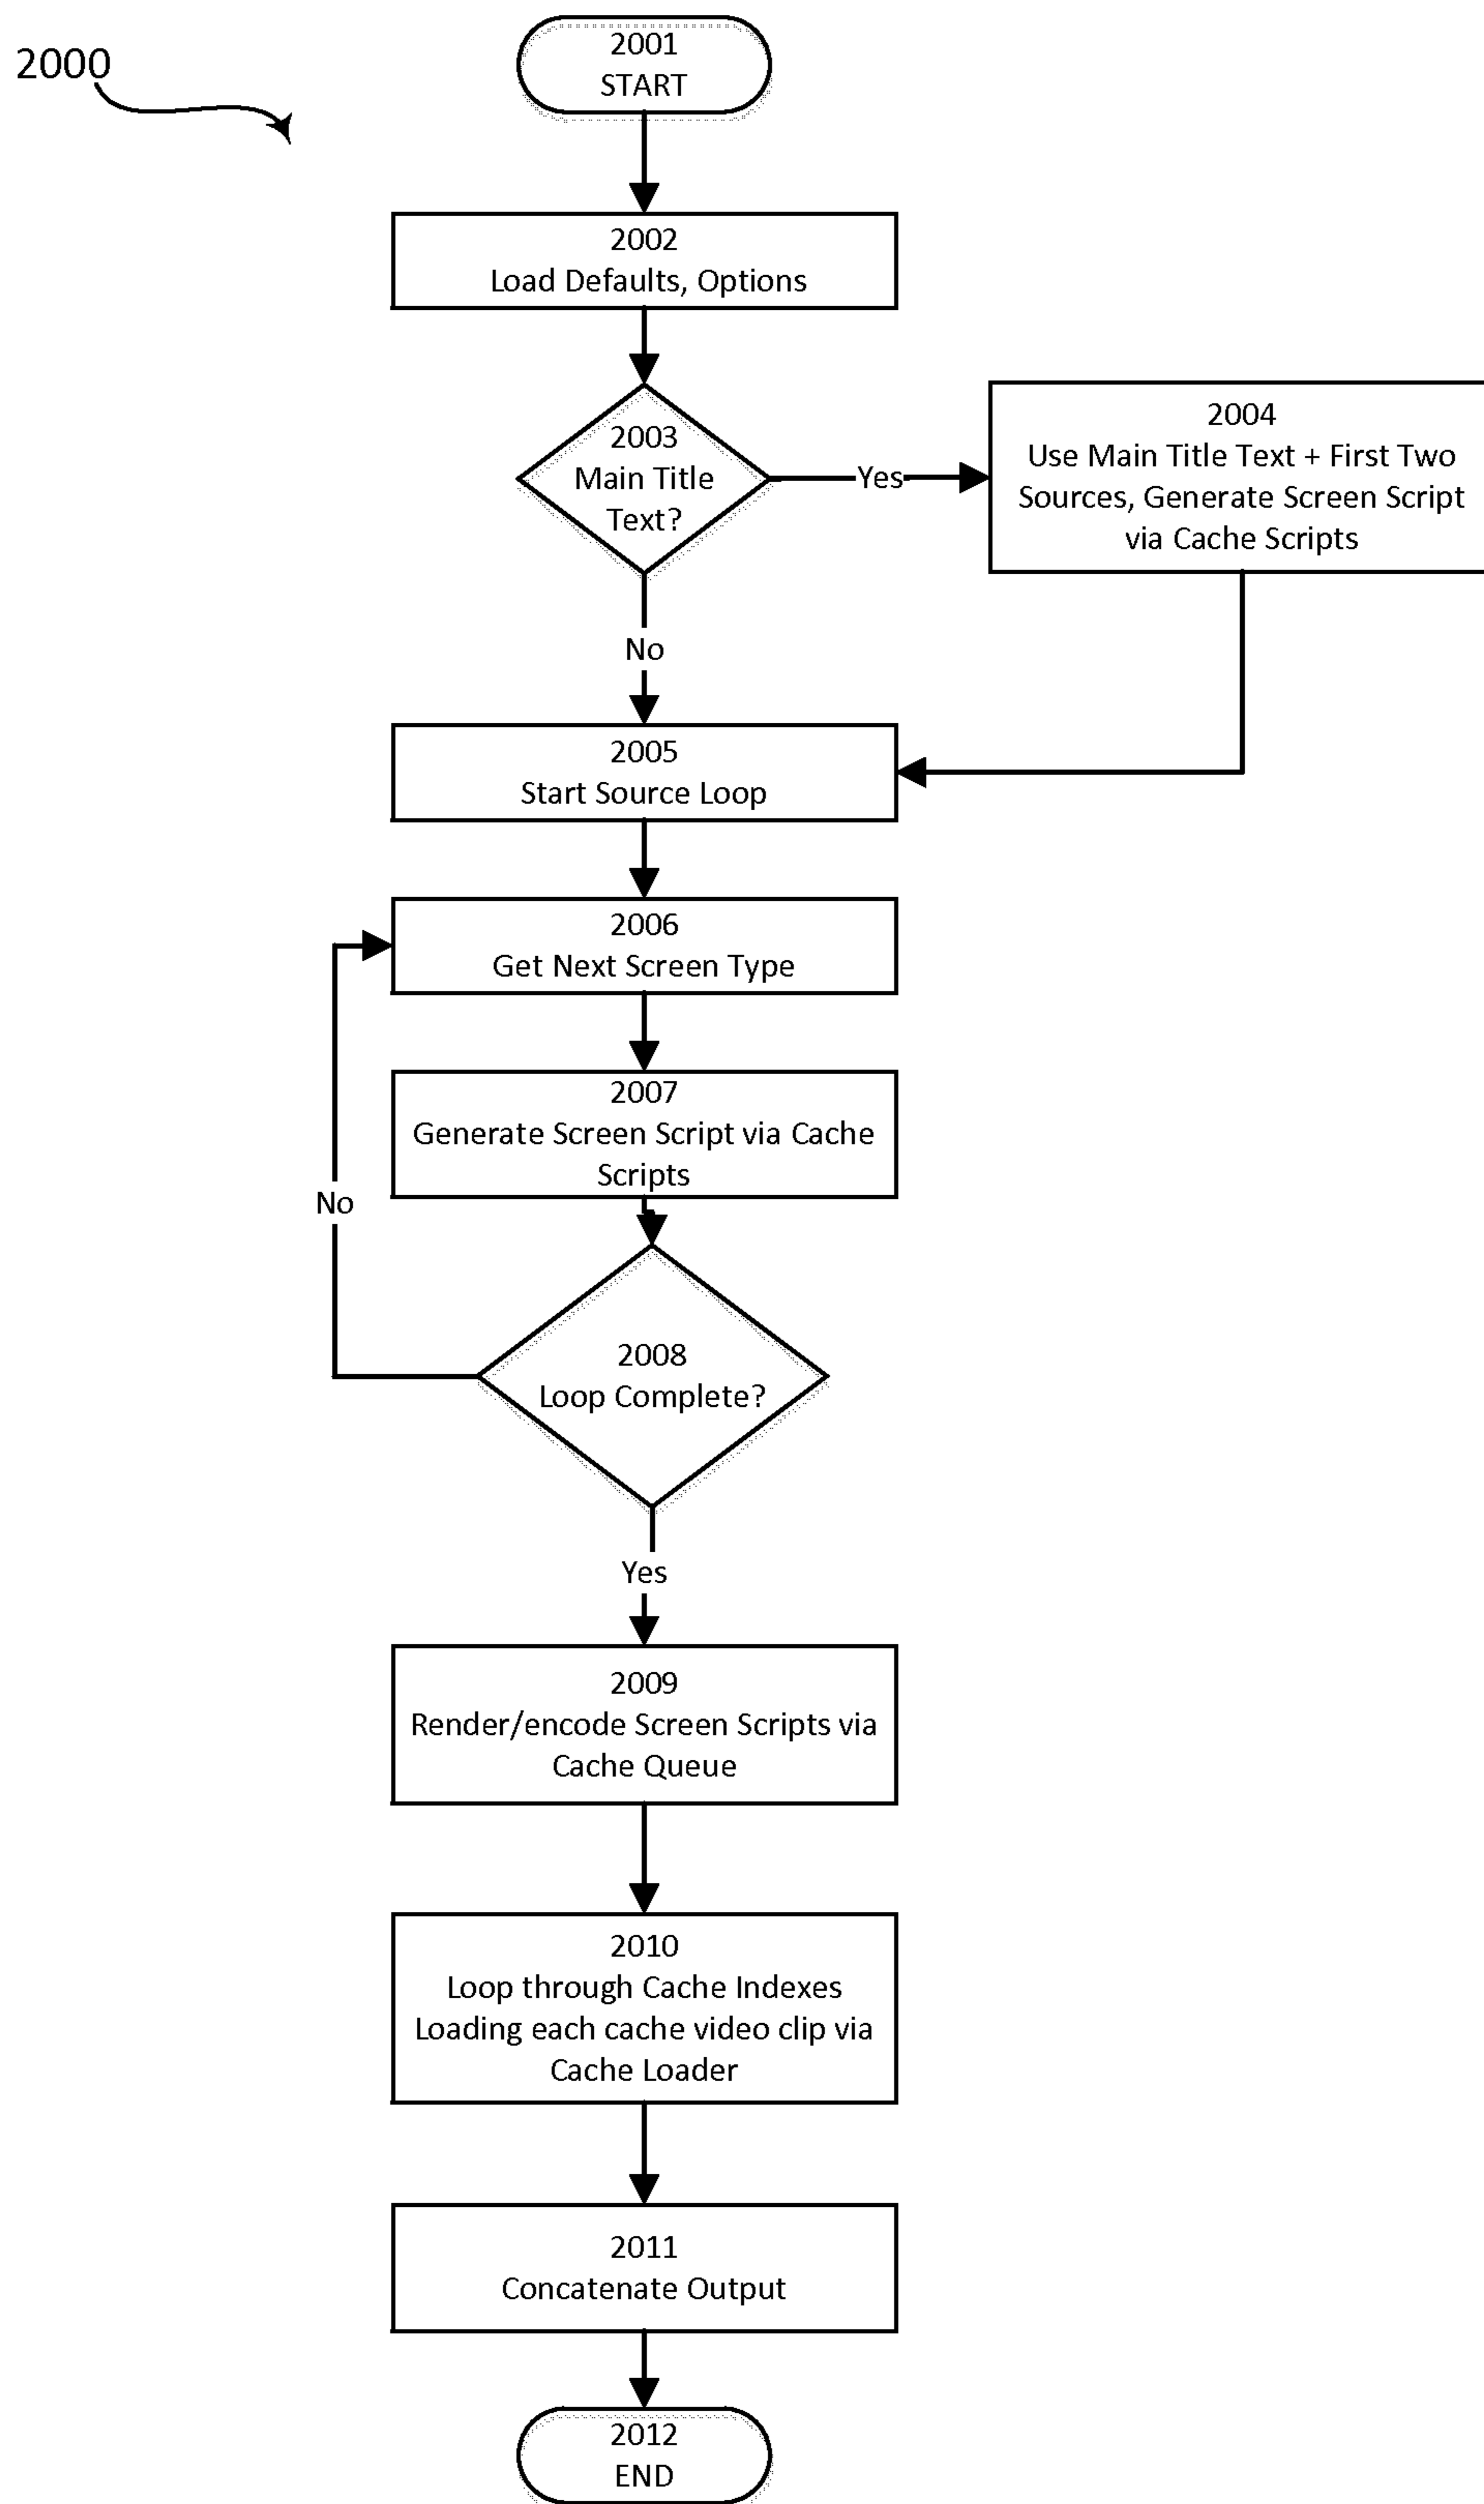 2000
2001
START
2002
Load Defaults, Options
2003
Main Title
Text?
Yes
2004
Use Main Title Text + First Two
Sources, Generate Screen Script
via Cache Scripts
No
2005
Start Source Loop
2006
Get Next Screen Type
2007
Generate Screen Script via Cache
Scripts
No
2008
Loop Complete?
Yes
2009
Render/encode Screen Scripts via
Cache Queue
2010
Loop through Cache Indexes
Loading each cache video clip via
Cache Loader
2011
Concatenate Output
2012
END